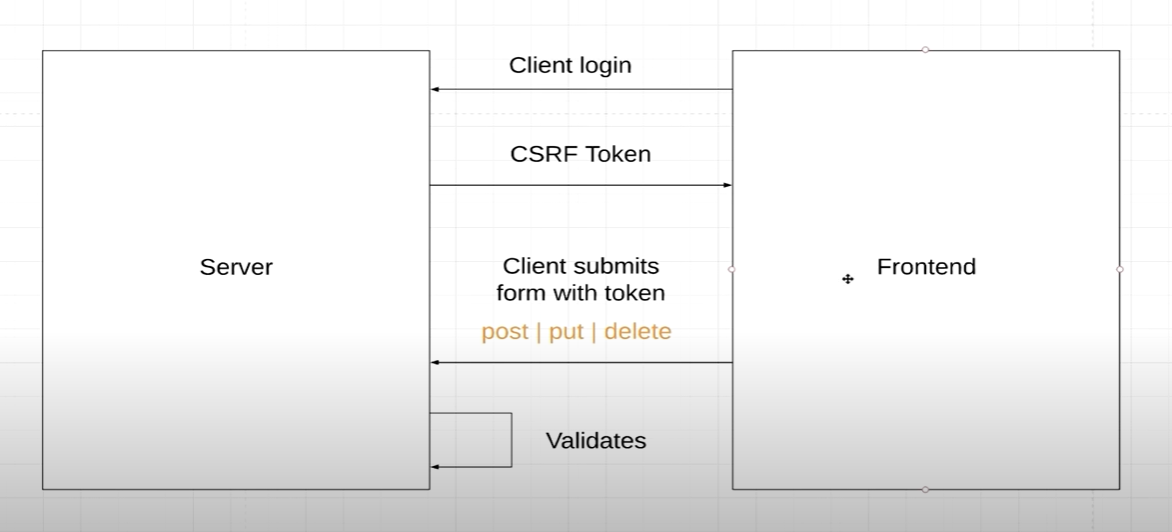 Client login
CSRF Token
Server
Client submits
form with token
Frontend
post | put | delete
Validates